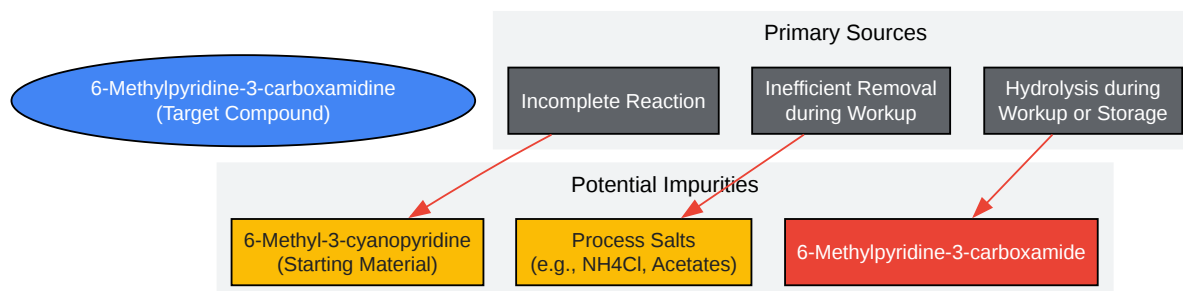 Primary Sources
6-Methylpyridine-3-carboxamidine
(Target Compound)
Incomplete Reaction
Inefficient Removal
during Workup
Hydrolysis during
Workup or Storage
Potential Impurities
6-Methyl-3-cyanopyridine
(Starting Material)
Process Salts
(e.g., NH4Cl, Acetates)
6-Methylpyridine-3-carboxamide